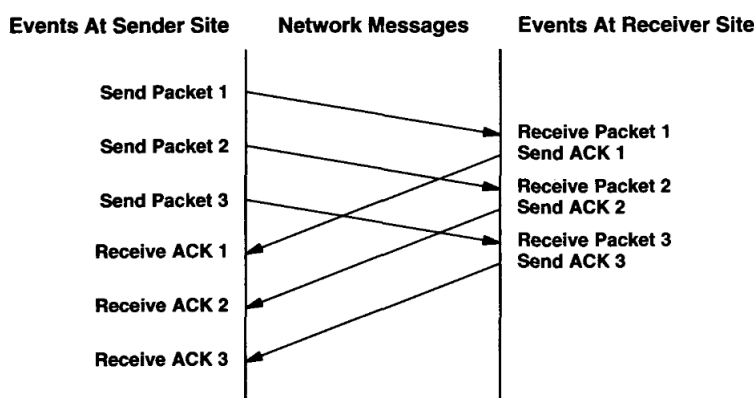 Events At Sender Site
Network Messages
Events At Receiver Site
Send Packet 1
Send Packet 2
Send Packet 3
Receive ACK 1
Receive ACK 2
Receive ACK 3
Receive Packet 1
Send ACK 1
Receive Packet 2
Send ACK 2
Receive Packet 3
Send ACK 3